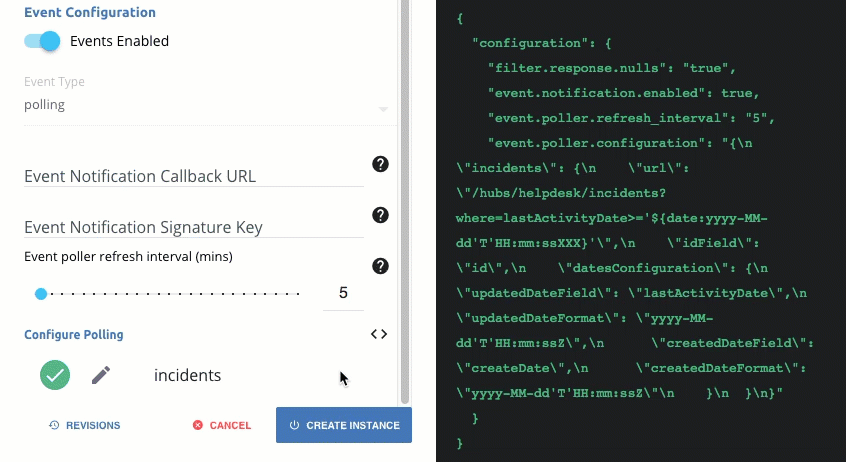 Event Configuration
Events Enabled
Event Type
polling
Event Notification Callback URL
?
Event Notification Signature Key
?
Event poller refresh interval (mins)
?
5
Configure Polling
<>
incidents
REVISIONS
CANCEL
CREATE INSTANCE
{
"configuration": {
"filter.response.nulls": "true",
"event.notification.enabled": true,
"event.poller.refresh_interval": "5",
"event.poller.configuration": "{\n
\"incidents\": {\n    \"url\":
\"/hubs/helpdesk/incidents?
where=lastActivityDate>='${date:yyyy-MM-
dd'T'HH:mm:ssXXX}'\",\n    \"idField\":
\"id\",\n    \"datesConfiguration\": {\n
\"updatedDateField\": \"lastActivityDate\",\n
\"updatedDateFormat\": \"yyyy-MM-
dd'T'HH:mm:ssZ\",\n      \"createdDateField\":
\"createDate\",\n      \"createdDateFormat\":
\"yyyy-MM-dd'T'HH:mm:ssZ\"\n    }\n  }\n}"
}
}